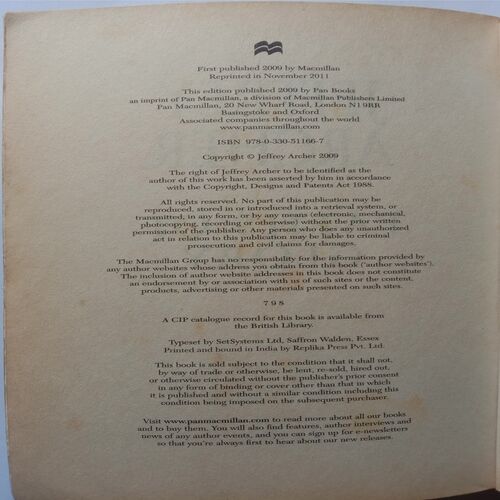 First published 2009 by Macmillan
Reprinted in November 2011
This edition published 2009 by Pan Books
an imprint of Pan Macmillan, a division of Macmillan Publishers Limited
Pan Macmillan, 20 New Wharf Road, London N1 9RR
Basingstoke and Oxford
Associated companies throughout the world
www.panmacmillan.com
ISBN 978-0-330-51166-7
Copyright © Jeffrey Archer 2009
The right of Jeffrey Archer to be identified as the
author of this work has been asserted by him in accordance
with the Copyright, Designs and Patents Act 1988.
All rights reserved. No part of this publication may be
reproduced, stored in or introduced into a retrieval system, or
transmitted, in any form, or by any means (electronic, mechanical,
photocopying, recording or otherwise) without the prior written
permission of the publisher. Any person who does any unauthorized
act in relation to this publication may be liable to criminal
prosecution and civil claims for damages.
The Macmillan Group has no responsibility for the information provided by
any author websites whose address you obtain from this book ('author websites').
The inclusion of author website addresses in this book does not constitute
an endorsement by or association with us of such sites or the content,
products, advertising or other materials presented on such sites.
7 9 8
A CIP catalogue record for this book is available from
the British Library.
Typeset by SetSystems Ltd, Saffron Walden, Essex
Printed and bound in India by Replika Press Pvt. Ltd.
This book is sold subject to the condition that it shall not,
by way of trade or otherwise, be lent, re-sold, hired out,
or otherwise circulated without the publisher's prior consent
in any form of binding or cover other than that in which
it is published and without a similar condition including this
condition being imposed on the subsequent purchaser.
Visit www.panmacmillan.com to read more about all our books
and to buy them. You will also find features, author interviews and
news of any author events, and you can sign up for e-newsletters
so that you're always first to hear about our new releases.